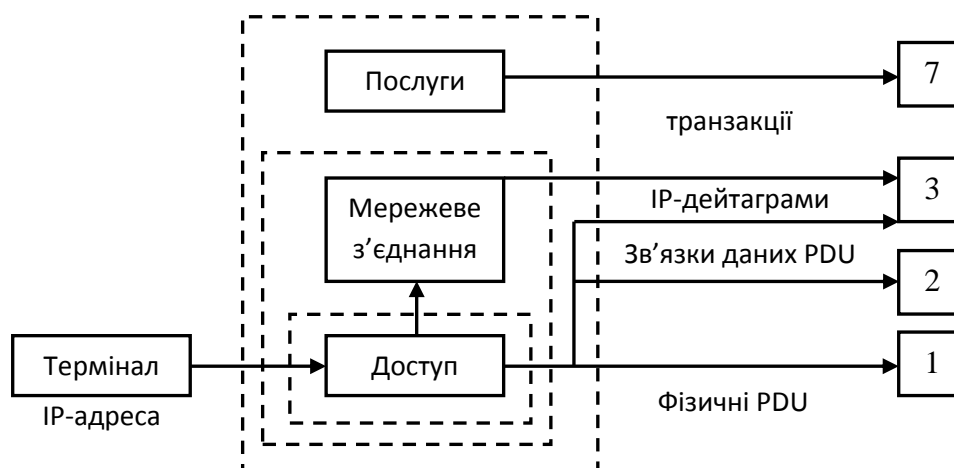 Послуги
7
транзакції
Мережеве
з’єднання
3
IP-дейтаграми
Зв’язки даних PDU
2
Термінал
Доступ
1
IP-адреса
Фізичні PDU